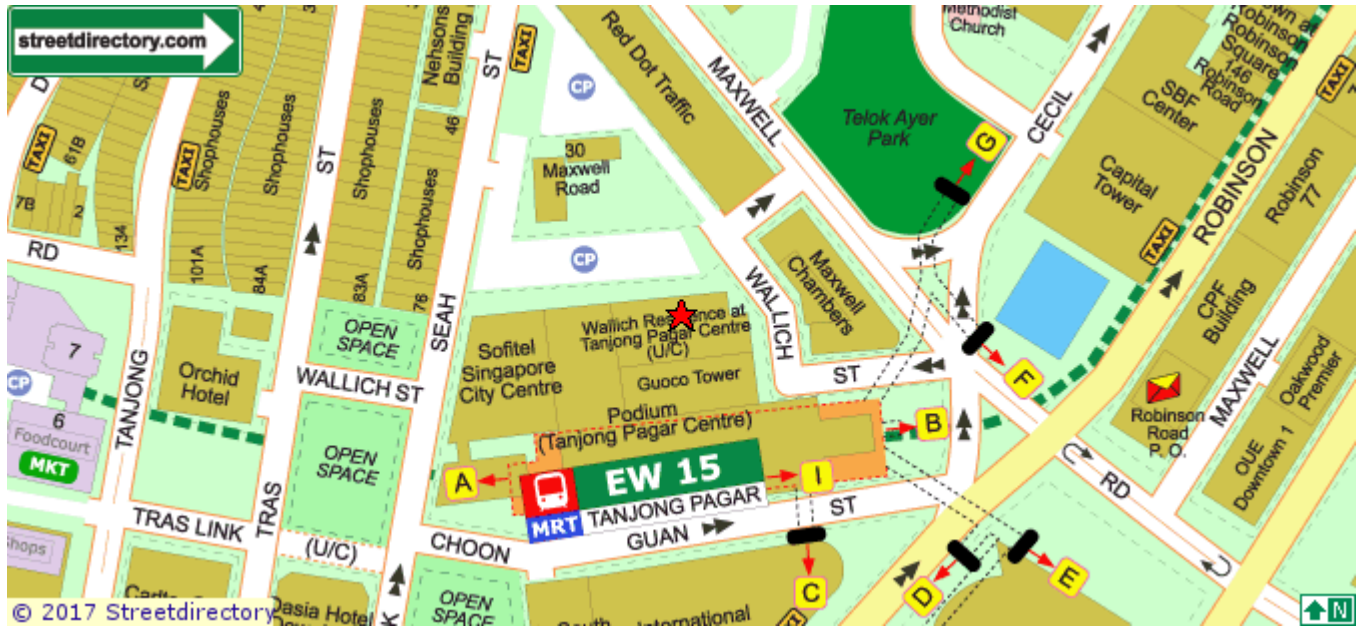 streetdirectory.com
TAXI
61B
7B
2
134
RD
TAXI
Shophouses
101A
Shophouses
84A
ST
Shophouses
83A
Nehsons
Building
46
Shophouses
76
ST
TAXI
CP
30
Maxwell
Road
CP
Red Dot Traffic
MAXWELL
Methodist
Church
Telok Ayer
Park
G
CECIL
Robinson
Square
146
Robinson
Road
SBF
Center
Capital
Tower
TAXI
ROBINSON
TAXI
Robinson
77
CPF
Building
MAXWELL
Oakwood
Premier
OUE
Downtown 1
Robinson
Road
P. O.
RD
WALLICH
Maxwell
Chambers
ST
F
B
7
CP
6
Foodcourt
MKT
TANJONG
Orchid
Hotel
OPEN
SPACE
WALLICH ST
SEAH
Sofitel
Singapore
City Centre
Wallich Residence at
Tanjong Pagar Centre
(U/C)
Guoco Tower
Podium
(Tanjong Pagar Centre)
OPEN
SPACE
A
EW 15
I
MRT
TANJONG PAGAR
TRAS LINK
TRAS
(U/C)
CHOON
GUAN
ST
C
D
E
Shops
Oasia Hotel
OPEN
SPACE
South
International
TAXI
© 2017 Streetdirectory
N